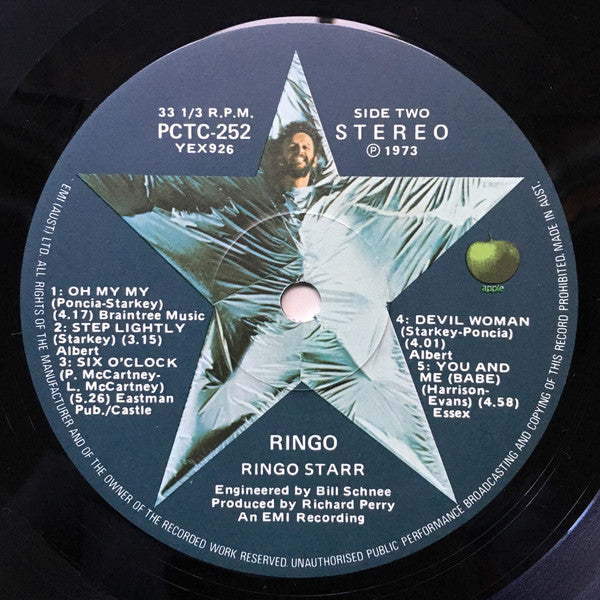 33 1/3 R.P.M.
PCTC-252
YEX926
SIDE TWO
STEREO
Ⓟ 1973
1: OH MY MY
(Poncia-Starkey)
(4.17) Braintree Music
2: STEP LIGHTLY
(Starkey) (3.15)
Albert
3: SIX O'CLOCK
(P. McCartney-
L. McCartney)
(5.26) Eastman
Pub./Castle
apple
4: DEVIL WOMAN
(Starkey-Poncia)
(4.01)
Albert
5: YOU AND
ME (BABE)
(Harrison-
Evans) (4.58)
Essex
RINGO
RINGO STARR
Engineered by Bill Schnee
Produced by Richard Perry
An EMI Recording
EMI (AUST) LTD. ALL RIGHTS OF THE MANUFACTURER AND OF THE OWNER OF THE RECORDED WORK RESERVED. UNAUTHORISED PUBLIC PERFORMANCE BROADCASTING AND COPYING OF THIS RECORD PROHIBITED. MADE IN AUST.